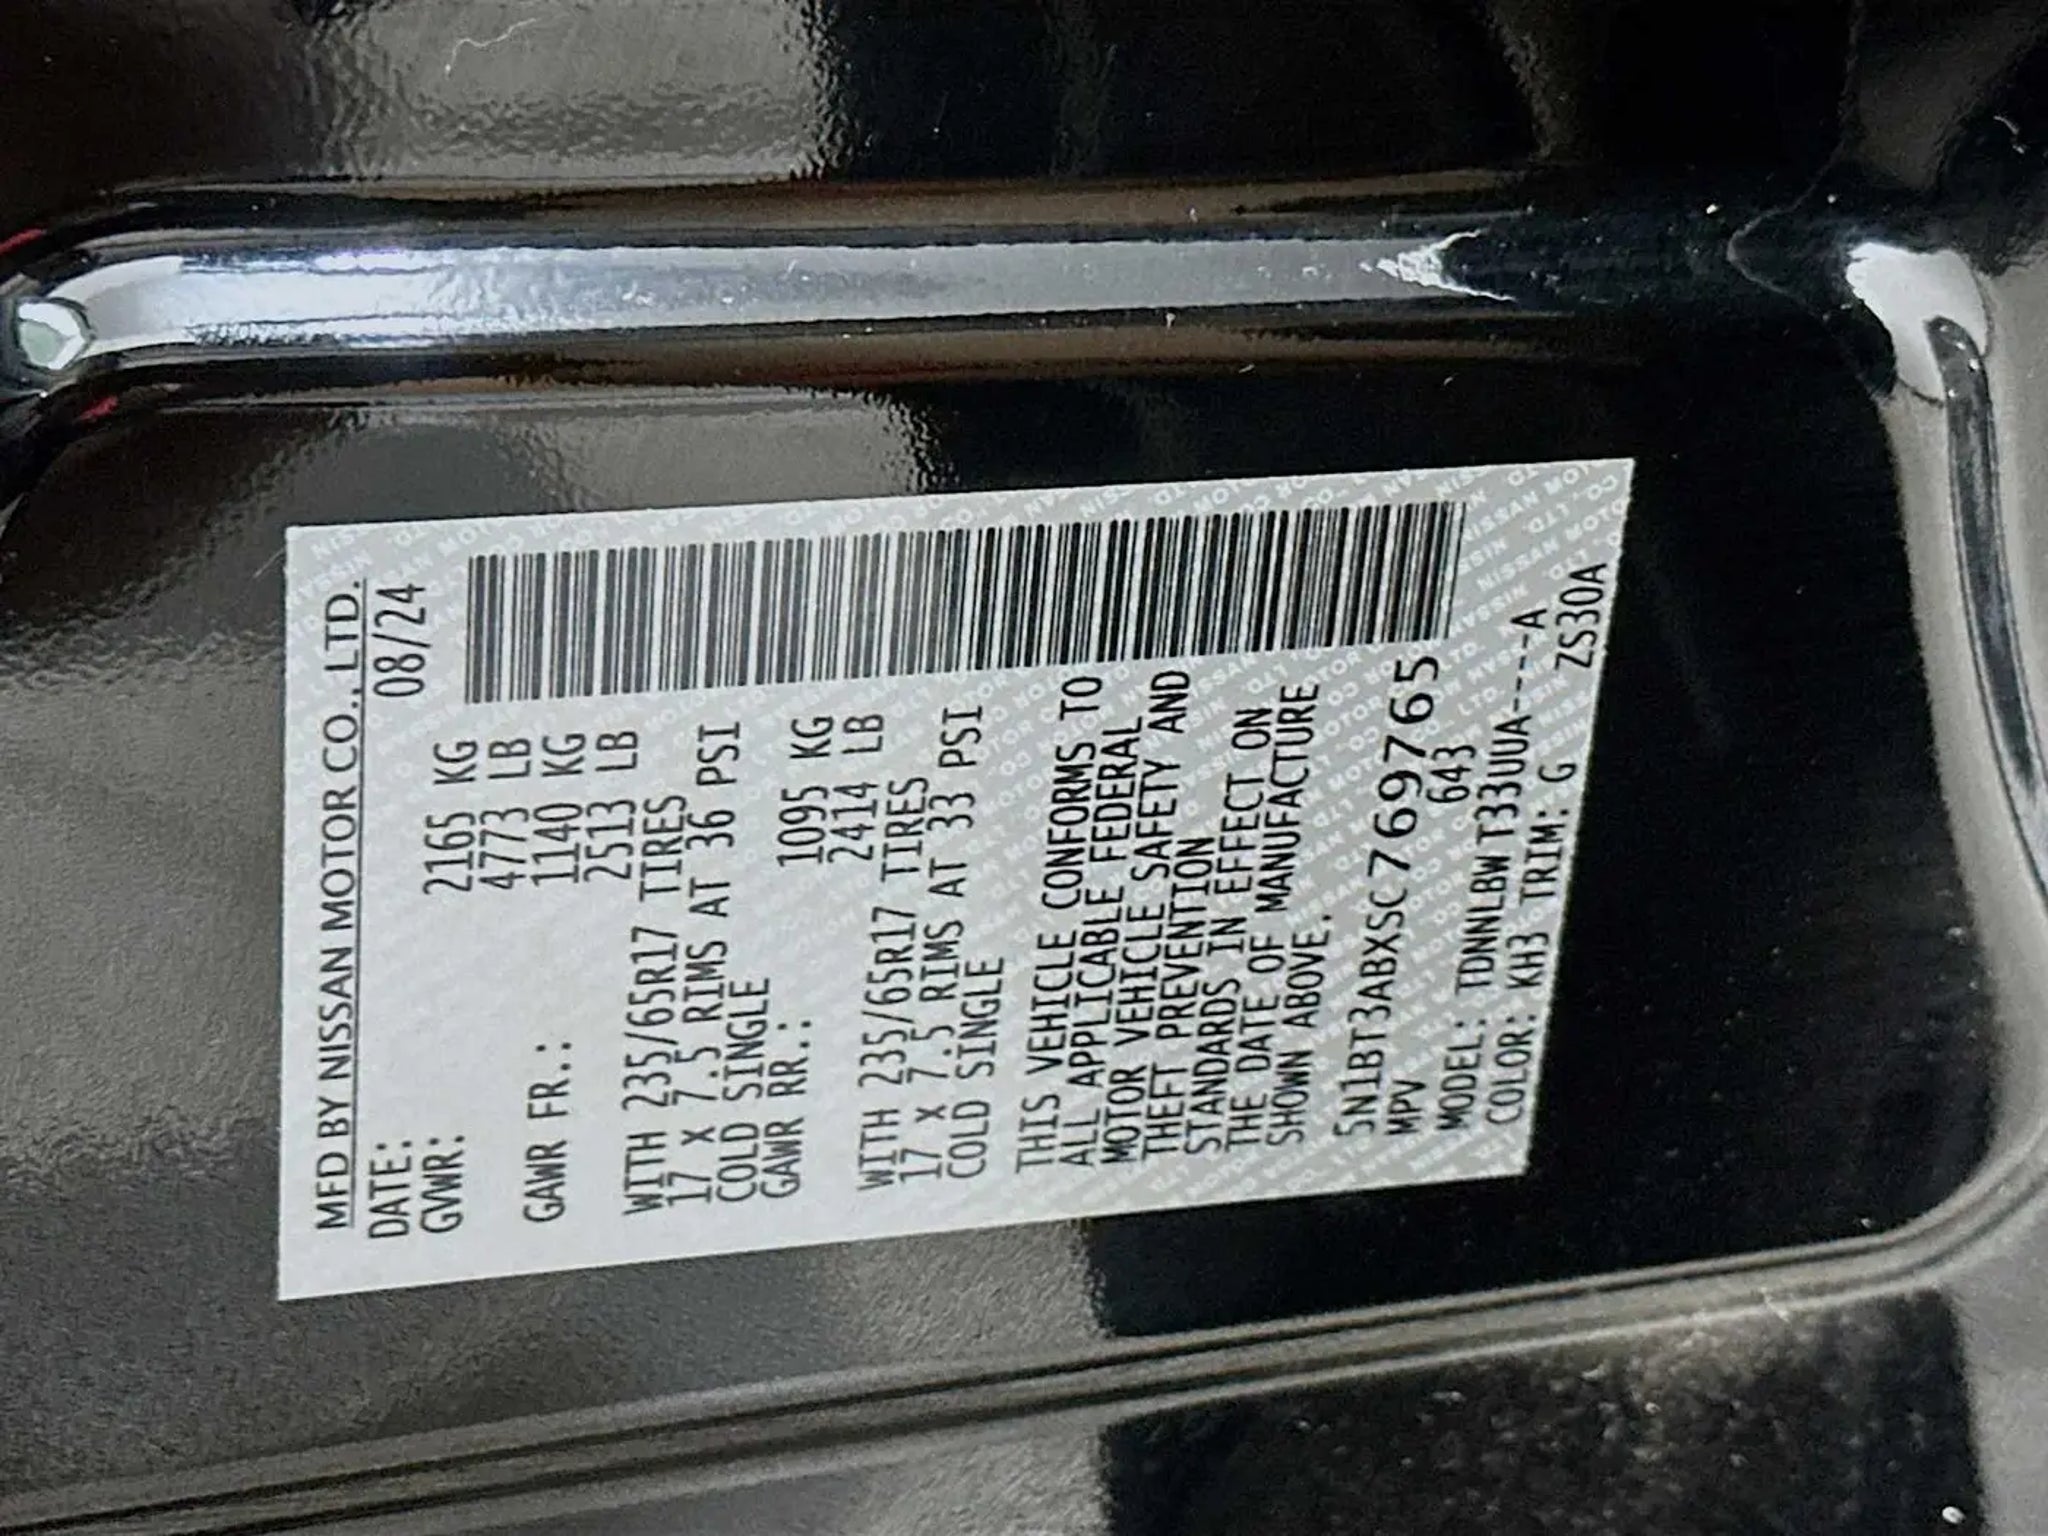 MFD BY NISSAN MOTOR CO., LTD.
DATE: 08/24
GVWR: 2165 KG
4773 LB
GAWR FR.: 1140 KG
2513 LB
WITH 235/65R17 TIRES
17 X 7.5 RIMS AT 36 PSI
COLD SINGLE
GAWR RR.: 1095 KG
2414 LB
WITH 235/65R17 TIRES
17 X 7.5 RIMS AT 33 PSI
COLD SINGLE
THIS VEHICLE CONFORMS TO
ALL APPLICABLE FEDERAL
MOTOR VEHICLE SAFETY AND
THEFT PREVENTION
STANDARDS IN EFFECT ON
THE DATE OF MANUFACTURE
SHOWN ABOVE.
5N1BT3ABXSC769765
MPV 643
MODEL: TDNNLBW T33UUA----A
COLOR: KH3 TRIM: G ZS30A